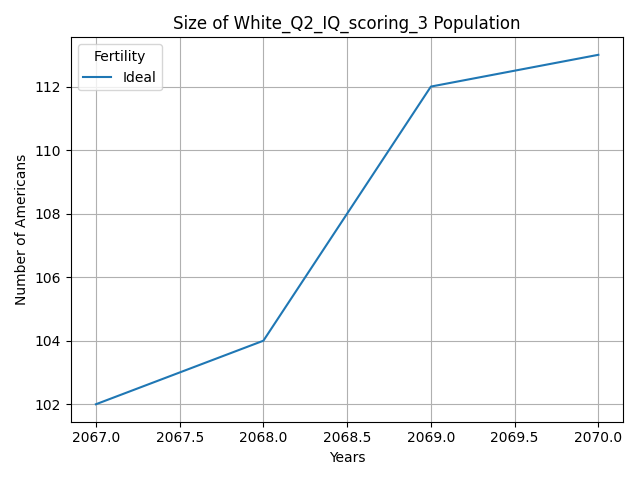 Size of White_Q2_IQ_scoring_3 Population
Fertility
Ideal
Number of Americans
112
110
108
106
104
102
2067.0 2067.5 2068.0 2068.5 2069.0 2069.5 2070.0
Years